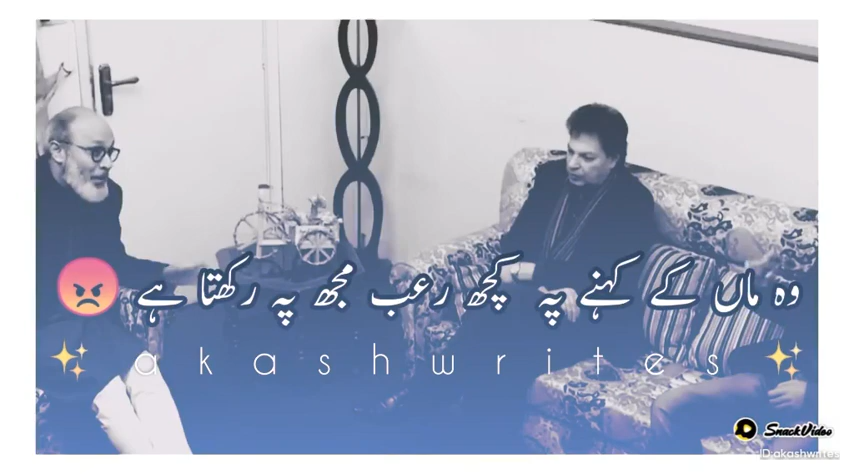 وہ ماں کے کہنے پہ کچھ رعب مجھ پہ رکھتا ہے
akashwrites
SnackVideo
ID:akashwrites